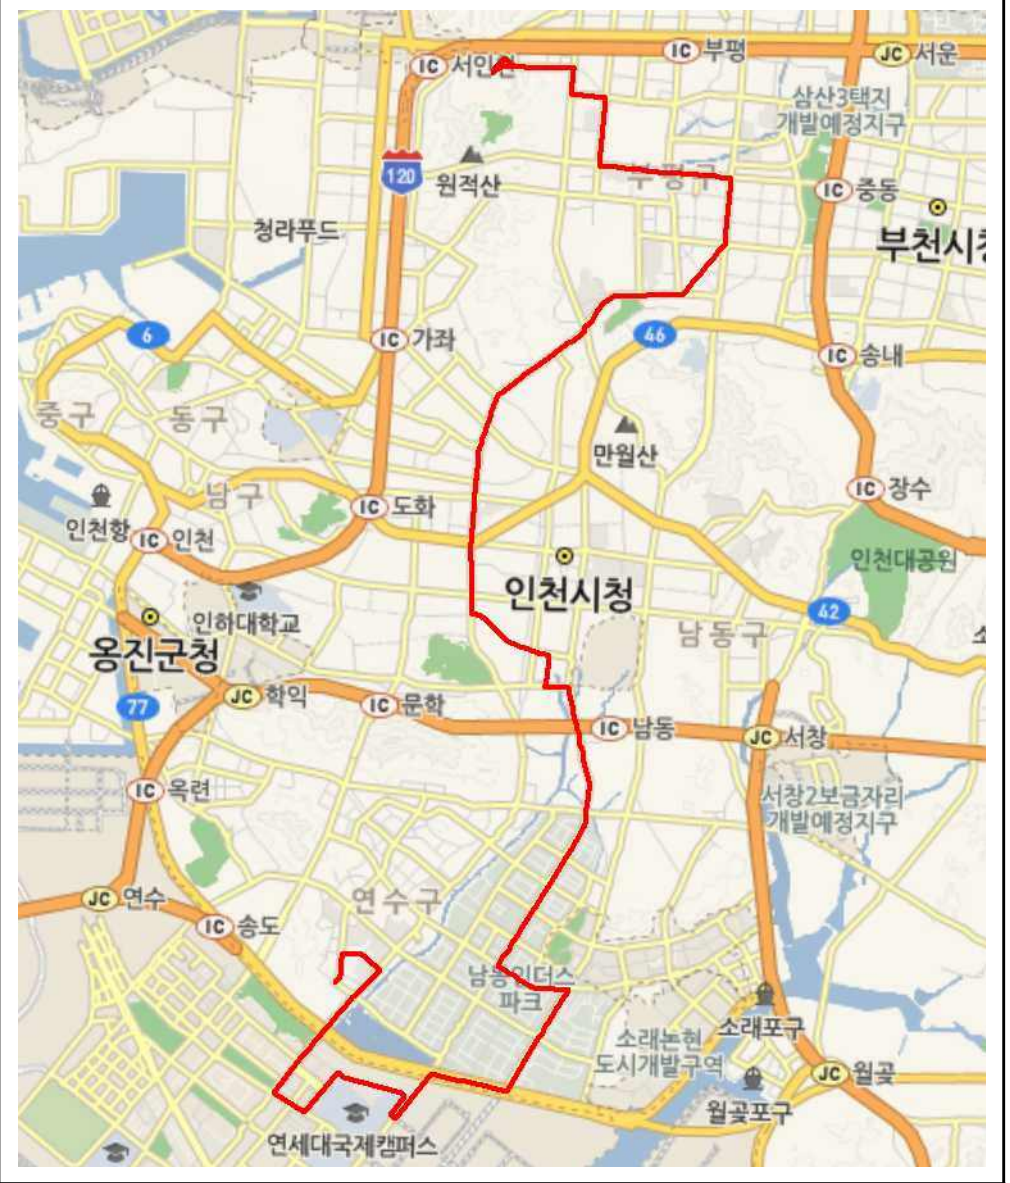 IC 서인천
IC 부평
JC 서운
삼산3택지
개발예정지구
120
원적산
부평구
IC 중동
청라푸드
부천시청
6
IC 가좌
46
IC 송내
중구
동구
만월산
남구
IC 도화
IC 장수
인천항
IC 인천
인천대공원
인천시청
42
인하대학교
남동구
소
옹진군청
JC 학익
IC 문학
77
IC 남동
JC 서창
IC 옥련
서창2보금자리
개발예정지구
연수구
JC 연수
IC 송도
남동인더스
파크
소래포구
소래논현
도시개발구역
JC 월곶
월곶포구
연세대국제캠퍼스